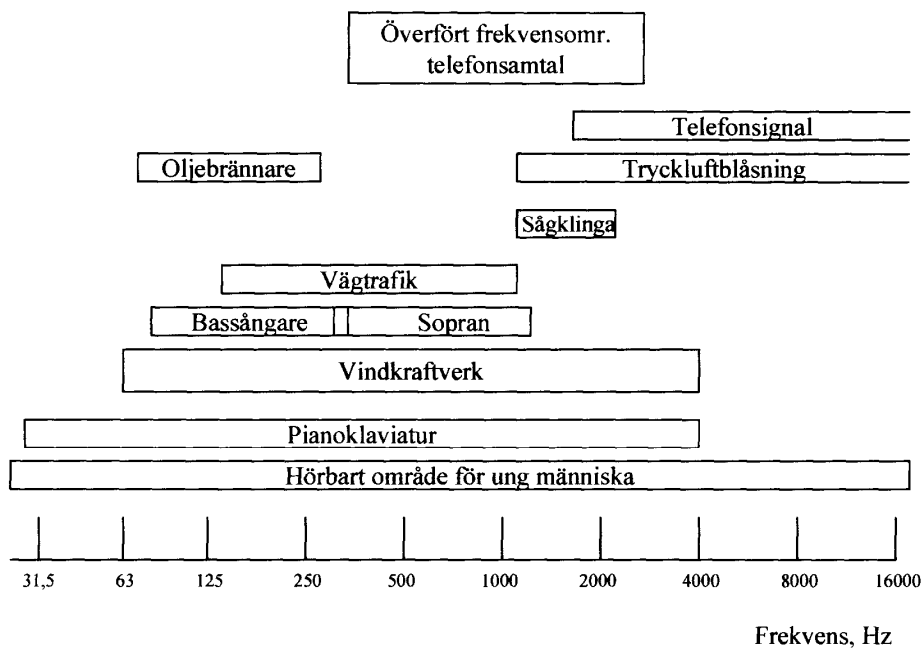 Överfört frekvensomr.
telefonsamtal
Telefonsignal
Oljebrännare
Tryckluftblåsning
Sågklinga
Vägtrafik
Bassångare
Sopran
Vindkraftverk
Pianoklaviatur
Hörbart område för ung människa
31,5 63 125 250 500 1000 2000 4000 8000 16000
Frekvens, Hz